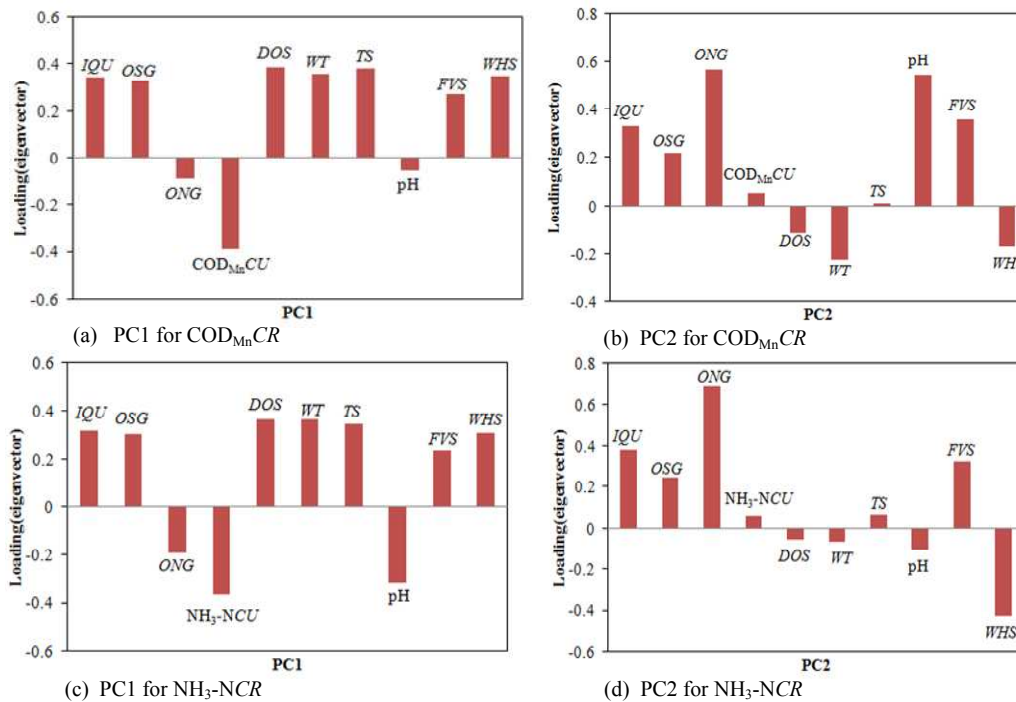 0.6
0.4
0.2
0
-0.2
-0.4
-0.6
Loading(eigenvector)
IQU
OSG
ONG
COD_MnCU
DOS
WT
TS
pH
FVS
WHS
PC1
(a) PC1 for COD_MnCR
0.8
0.6
0.4
0.2
0
-0.2
-0.4
Loading(eigenvector)
IQU
OSG
ONG
COD_MnCU
DOS
WT
TS
pH
FVS
WH
PC2
(b) PC2 for COD_MnCR
0.6
0.4
0.2
0
-0.2
-0.4
-0.6
Loading(eigenvector)
IQU
OSG
ONG
NH3-NCU
DOS
WT
TS
pH
FVS
WHS
PC1
(c) PC1 for NH3-NCR
0.8
0.6
0.4
0.2
0
-0.2
-0.4
-0.6
Loading(eigenvector)
IQU
OSG
ONG
NH3-NCU
DOS
WT
TS
pH
FVS
WHS
PC2
(d) PC2 for NH3-NCR